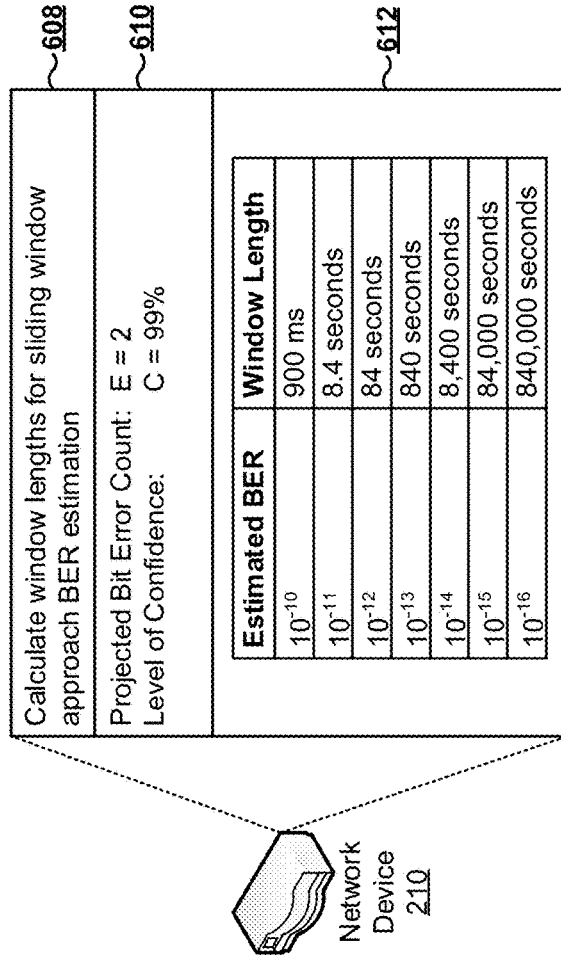 Calculate window lengths for sliding window
approach BER estimation
608
Projected Bit Error Count: E = 2
Level of Confidence: C = 99%
610
Estimated BER Window Length
10⁻¹⁰ 900 ms
10⁻¹¹ 8.4 seconds
10⁻¹² 84 seconds
10⁻¹³ 840 seconds
10⁻¹⁴ 8,400 seconds
10⁻¹⁵ 84,000 seconds
10⁻¹⁶ 840,000 seconds
612
Network
Device
210